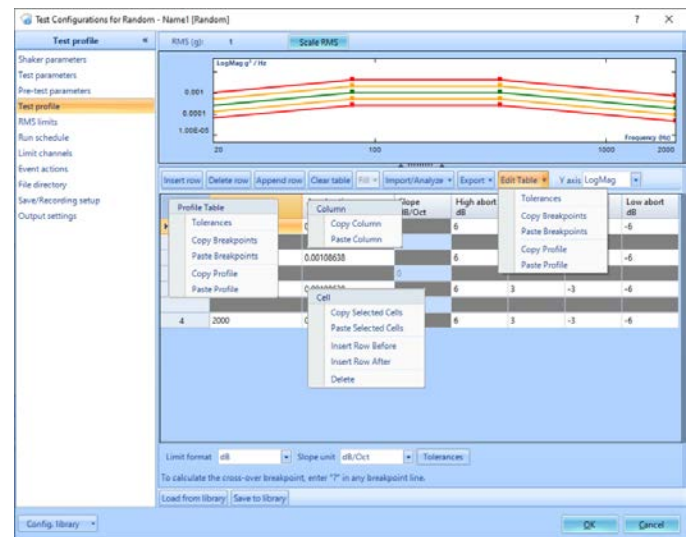 Test Configurations for Random - Name1 [Random]
? ×
Test profile «
Shaker parameters
Test parameters
Pre-test parameters
Test profile
RMS limits
Run schedule
Limit channels
Event actions
File directory
Save/Recording setup
Output settings
RMS (g): 1 Scale RMS
LogMag g² / Hz
0.001
0.0001
1.00E-05
20 100 1000 2000
Frequency (Hz)
Insert row Delete row Append row Clear table Fill Import/Analyze Export Edit Table Y axis LogMag
Profile Table
Tolerances
Copy Breakpoints
Paste Breakpoints
Copy Profile
Paste Profile
Column
Copy Column
Paste Column
Slope
dB/Oct
High abort
dB
Low abort
dB
Tolerances
Copy Breakpoints
Paste Breakpoints
Copy Profile
Paste Profile
6 -6
0.00108638 6 -6
0
6 3 -3 -6
4 2000 6 3 -3 -6
Cell
Copy Selected Cells
Paste Selected Cells
Insert Row Before
Insert Row After
Delete
Limit format dB Slope unit dB/Oct Tolerances
To calculate the cross-over breakpoint, enter "?" in any breakpoint line.
Load from library Save to library
Config. library
OK Cancel